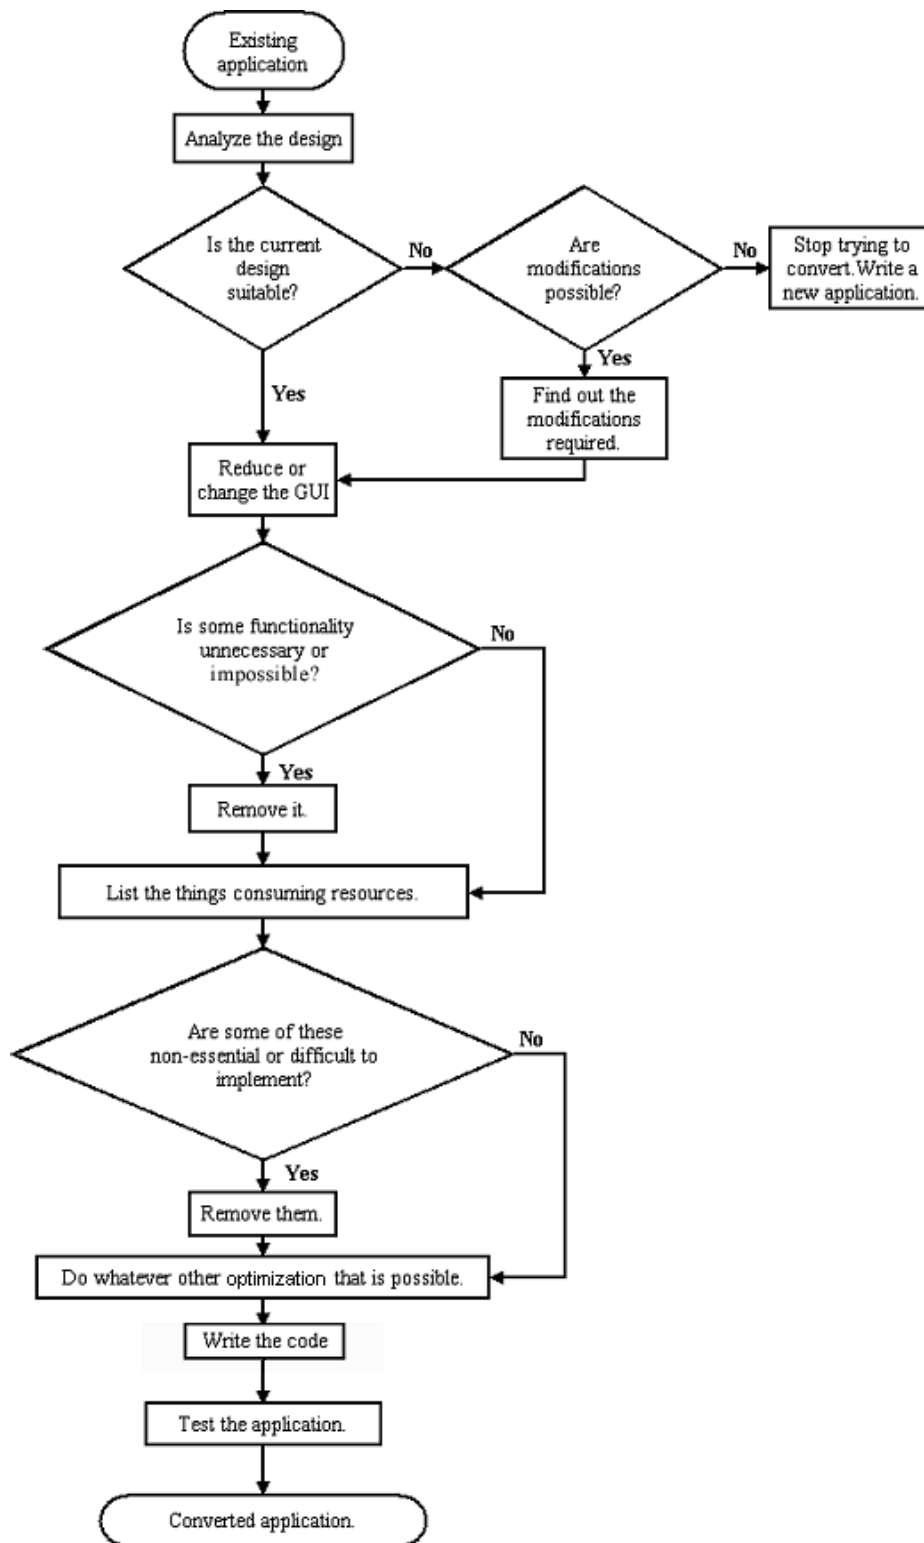 Existing
application
Analyze the design
Is the current
design
suitable?
No
Are
modifications
possible?
No
Stop trying to
convert.Write a
new application.
Yes
Yes
Find out the
modifications
required.
Reduce or
change the GUI
Is some functionality
unnecessary or
impossible?
No
Yes
Remove it.
List the things consuming resources.
Are some of these
non-essential or difficult to
implement?
No
Yes
Remove them.
Do whatever other optimization that is possible.
Write the code
Test the application.
Converted application.